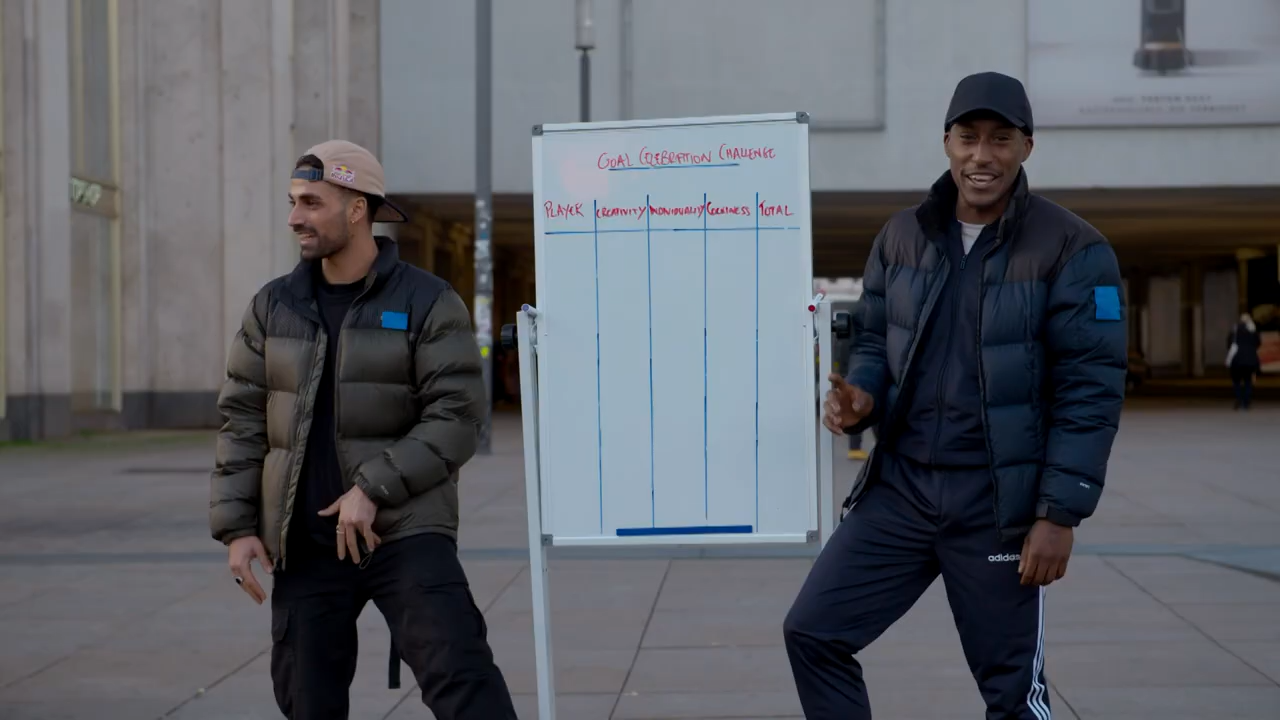 GOAL CELEBRATION CHALLENGE
PLAYER CREATIVITY INDIVIDUALITY COOLNESS TOTAL
adidas